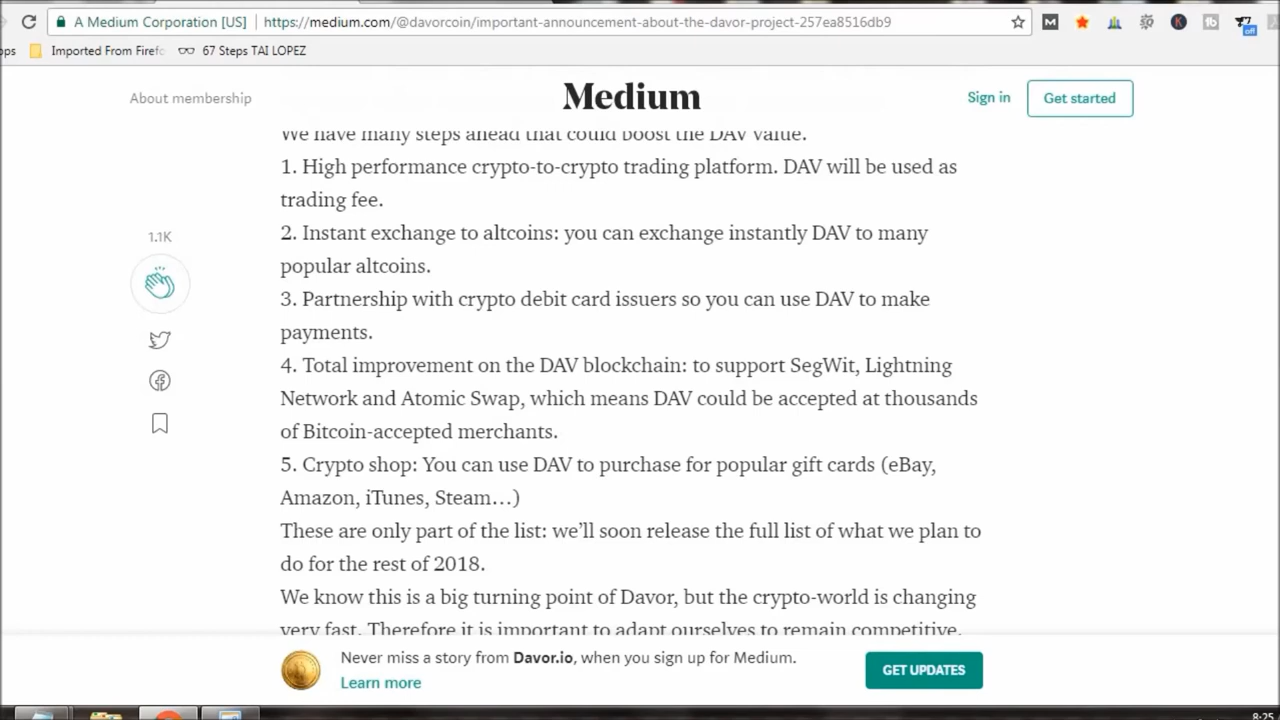 A Medium Corporation [US] https://medium.com/@davorcoin/important-announcement-about-the-davor-project-257ea8516db9
Imported From Firefo
67 Steps TAI LOPEZ
About membership
Medium
Sign in
Get started
We have many steps ahead that could boost the DAV value.
1. High performance crypto-to-crypto trading platform. DAV will be used as
trading fee.
2. Instant exchange to altcoins: you can exchange instantly DAV to many
popular altcoins.
3. Partnership with crypto debit card issuers so you can use DAV to make
payments.
4. Total improvement on the DAV blockchain: to support SegWit, Lightning
Network and Atomic Swap, which means DAV could be accepted at thousands
of Bitcoin-accepted merchants.
5. Crypto shop: You can use DAV to purchase for popular gift cards (eBay,
Amazon, iTunes, Steam…)
These are only part of the list: we’ll soon release the full list of what we plan to
do for the rest of 2018.
We know this is a big turning point of Davor, but the crypto-world is changing
very fast. Therefore it is important to adapt ourselves to remain competitive.
1.1K
Never miss a story from Davor.io, when you sign up for Medium.
Learn more
GET UPDATES
8:25